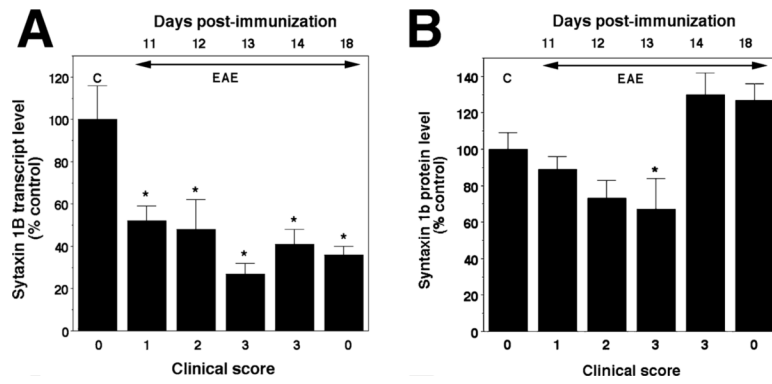 A
Days post-immunization
11 12 13 14 18
C
EAE
Sytaxin 1B transcript level
(% control)
120
100
80
60
40
20
0
*
*
*
*
*
0 1 2 3 3 0
Clinical score
B
Days post-immunization
11 12 13 14 18
C
EAE
Syntaxin 1b protein level
(% control)
140
120
100
80
60
40
20
0
*
0 1 2 3 3 0
Clinical score